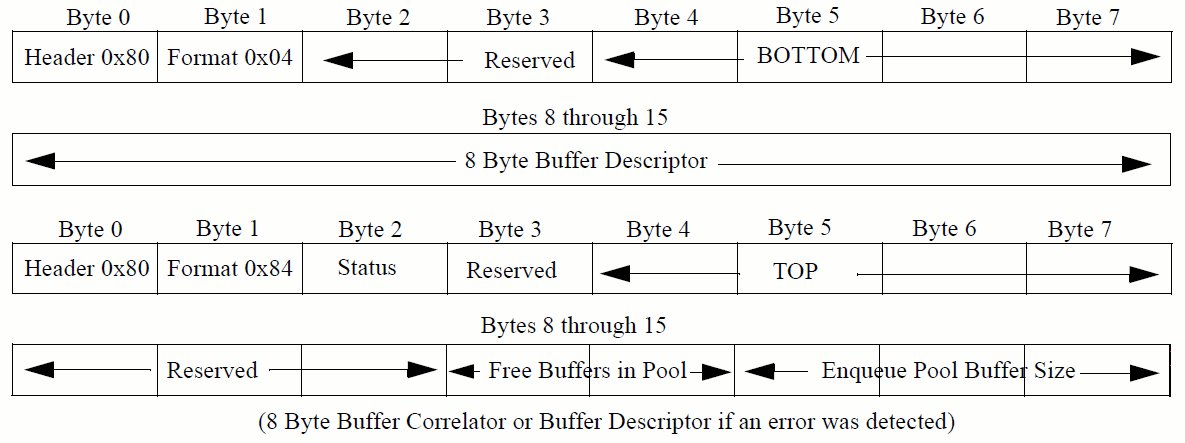 Byte 0 Byte 1 Byte 2 Byte 3 Byte 4 Byte 5 Byte 6 Byte 7
Header 0x80 Format 0x04 Reserved BOTTOM
Bytes 8 through 15
8 Byte Buffer Descriptor
Byte 0 Byte 1 Byte 2 Byte 3 Byte 4 Byte 5 Byte 6 Byte 7
Header 0x80 Format 0x84 Status Reserved TOP
Bytes 8 through 15
Reserved Free Buffers in Pool Enqueue Pool Buffer Size
(8 Byte Buffer Correlator or Buffer Descriptor if an error was detected)